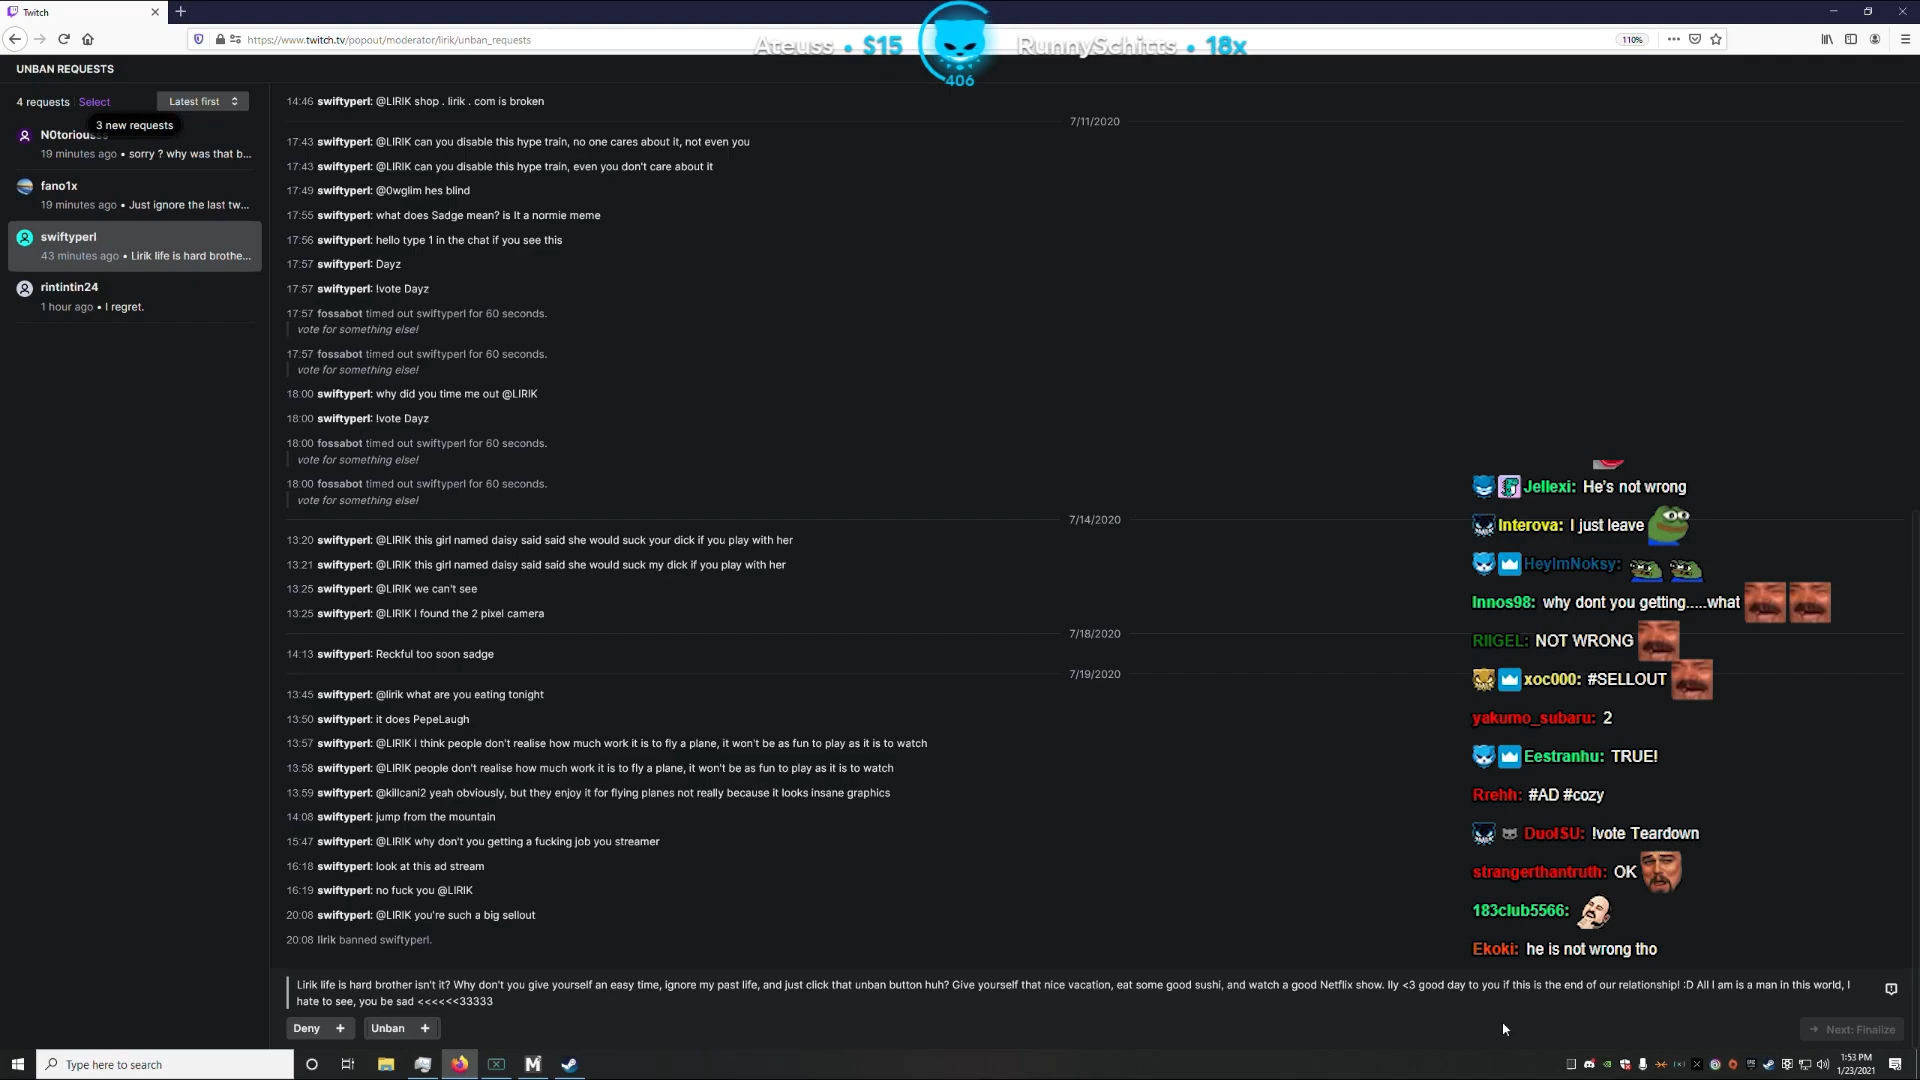 Twitch
https://www.twitch.tv/popout/moderator/lirik/unban_requests
110%
Ateuss • $15
406
RunnySchitts • 18x
UNBAN REQUESTS
4 requests Select
Latest first
3 new requests
19 minutes ago • sorry ? why was that b...
fano1x
19 minutes ago • Just ignore the last tw...
swiftyperl
43 minutes ago • Lirik life is hard brothe...
rintintin24
1 hour ago • I regret.
14:46 swiftyperl: @LIRIK shop . lirik . com is broken
7/11/2020
17:43 swiftyperl: @LIRIK can you disable this hype train, no one cares about it, not even you
17:43 swiftyperl: @LIRIK can you disable this hype train, even you don't care about it
17:49 swiftyperl: @0wglim hes blind
17:55 swiftyperl: what does Sadge mean? is It a normie meme
17:56 swiftyperl: hello type 1 in the chat if you see this
17:57 swiftyperl: Dayz
17:57 swiftyperl: !vote Dayz
17:57 fossabot timed out swiftyperl for 60 seconds.
vote for something else!
17:57 fossabot timed out swiftyperl for 60 seconds.
vote for something else!
18:00 swiftyperl: why did you time me out @LIRIK
18:00 swiftyperl: !vote Dayz
18:00 fossabot timed out swiftyperl for 60 seconds.
vote for something else!
18:00 fossabot timed out swiftyperl for 60 seconds.
vote for something else!
7/14/2020
13:20 swiftyperl: @LIRIK this girl named daisy said said she would suck your dick if you play with her
13:21 swiftyperl: @LIRIK this girl named daisy said said she would suck my dick if you play with her
13:25 swiftyperl: @LIRIK we can't see
13:25 swiftyperl: @LIRIK I found the 2 pixel camera
7/18/2020
14:13 swiftyperl: Reckful too soon sadge
7/19/2020
13:45 swiftyperl: @lirik what are you eating tonight
13:50 swiftyperl: it does PepeLaugh
13:57 swiftyperl: @LIRIK I think people don't realise how much work it is to fly a plane, it won't be as fun to play as it is to watch
13:58 swiftyperl: @LIRIK people don't realise how much work it is to fly a plane, it won't be as fun to play as it is to watch
13:59 swiftyperl: @killcani2 yeah obviously, but they enjoy it for flying planes not really because it looks insane graphics
14:08 swiftyperl: jump from the mountain
15:47 swiftyperl: @LIRIK why don't you getting a fucking job you streamer
16:18 swiftyperl: look at this ad stream
16:19 swiftyperl: no fuck you @LIRIK
20:08 swiftyperl: @LIRIK you're such a big sellout
20:08 lirik banned swiftyperl.
Jellexi: He's not wrong
Interova: I just leave
HeyImNoksy:
Innos98: why dont you getting.....what
RIIGEL: NOT WRONG
xoc000: #SELLOUT
yakumo_subaru: 2
Eestranhu: TRUE!
Rrehh: #AD #cozy
DuoISU: !vote Teardown
strangerthantruth: OK
183club5566:
Ekoki: he is not wrong tho
Lirik life is hard brother isn't it? Why don't you give yourself an easy time, ignore my past life, and just click that unban button huh? Give yourself that nice vacation, eat some good sushi, and watch a good Netflix show. Ily <3 good day to you if this is the end of our relationship! :D All I am is a man in this world, I
hate to see, you be sad <<<<<<33333
Deny + Unban +
Next: Finalize
Type here to search
1:53 PM
1/23/2021